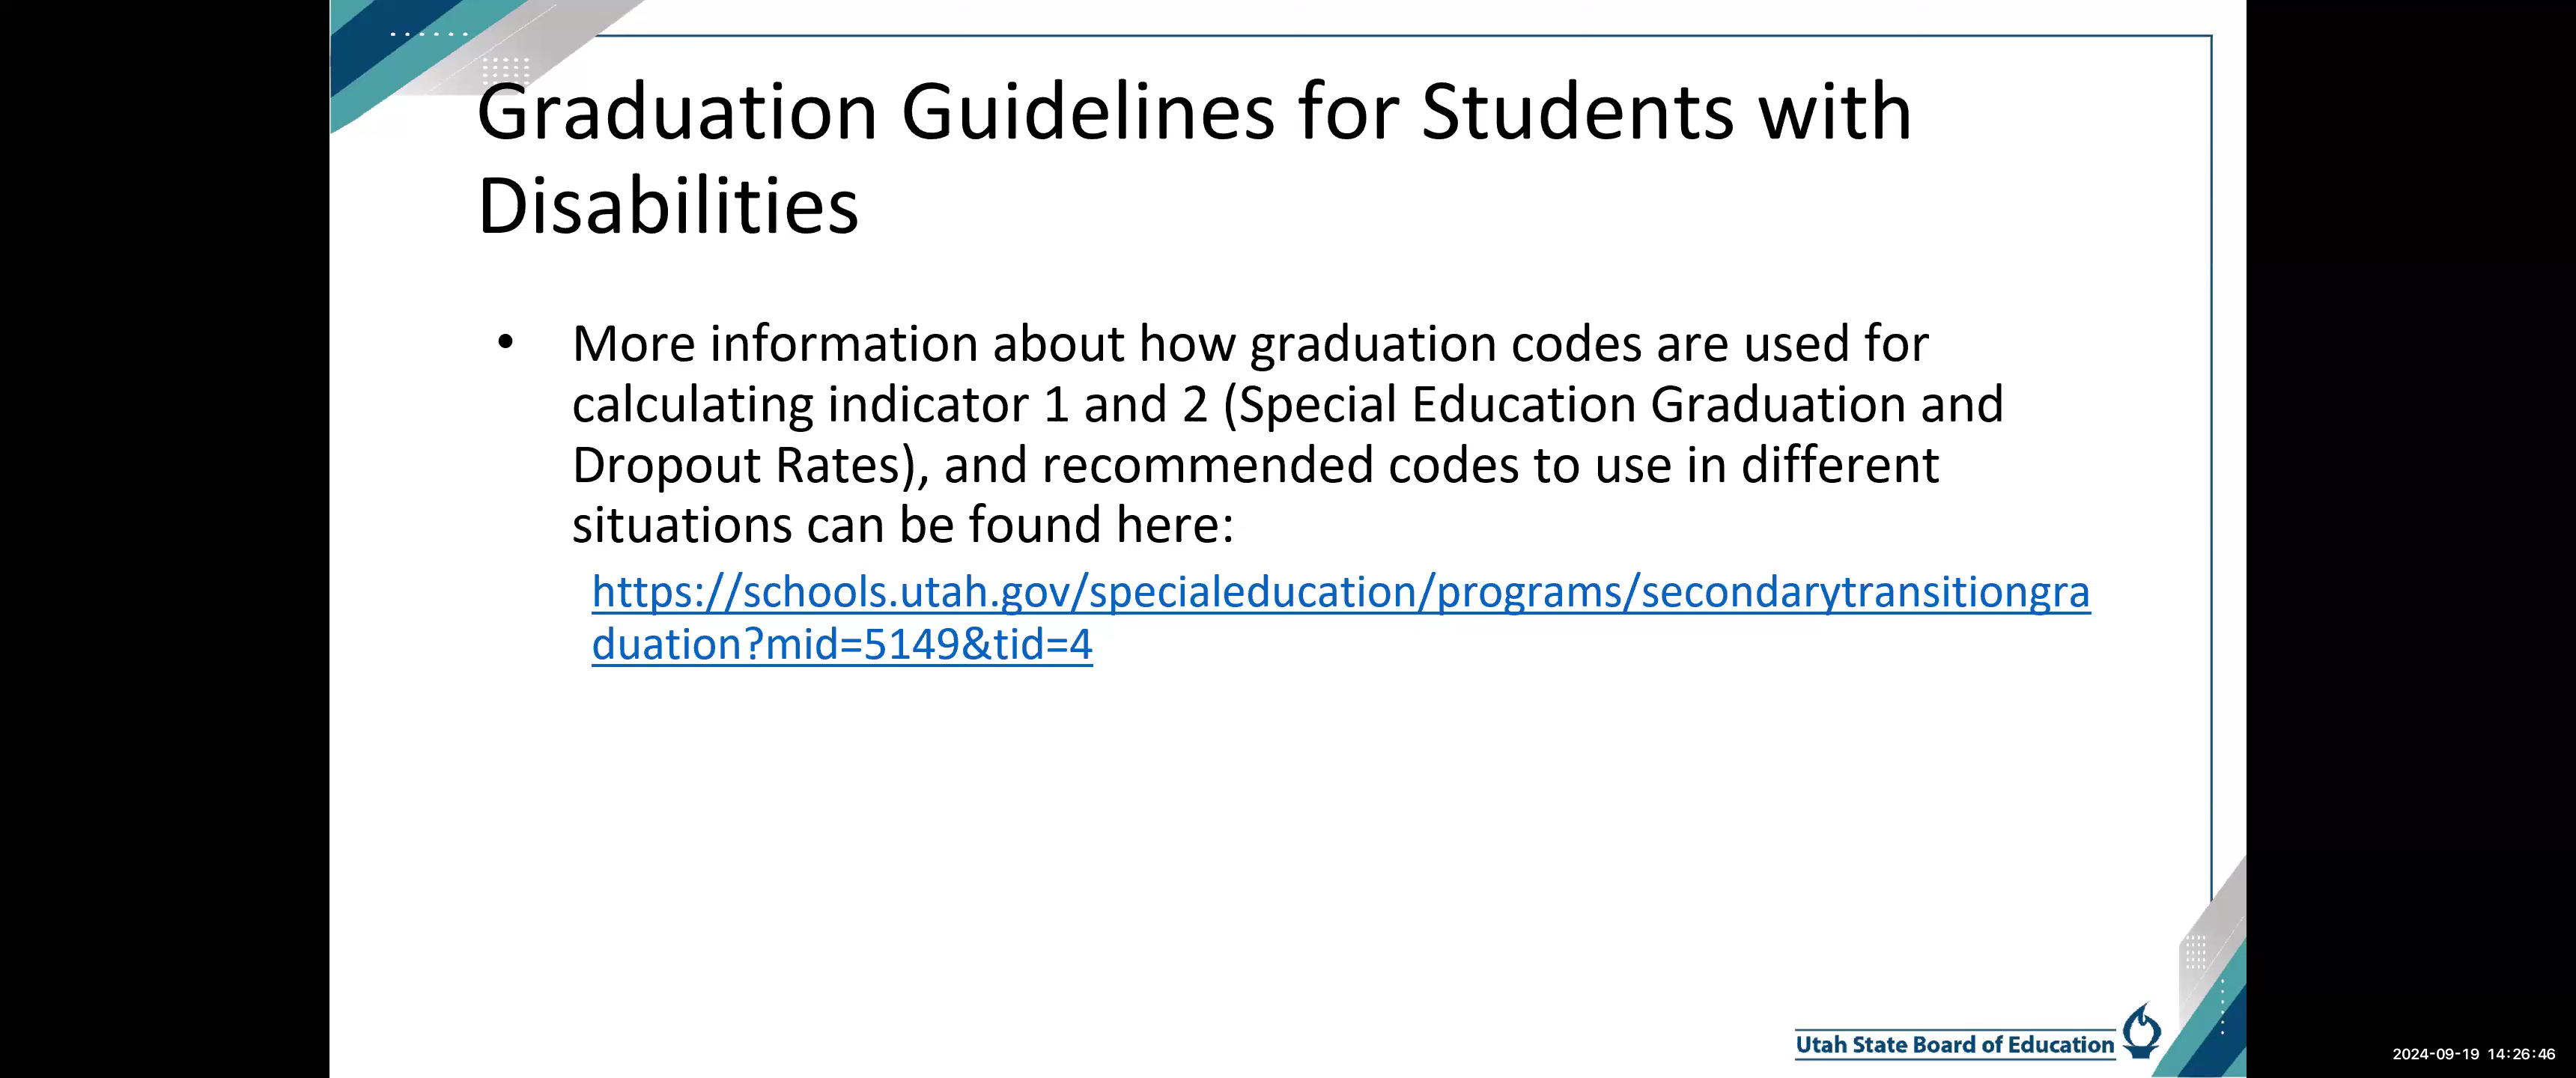 Graduation Guidelines for Students with
Disabilities
• More information about how graduation codes are used for
calculating indicator 1 and 2 (Special Education Graduation and
Dropout Rates), and recommended codes to use in different
situations can be found here:
https://schools.utah.gov/specialeducation/programs/secondarytransitiongra
duation?mid=5149&tid=4
Utah State Board of Education
2024-09-19 14:26:46